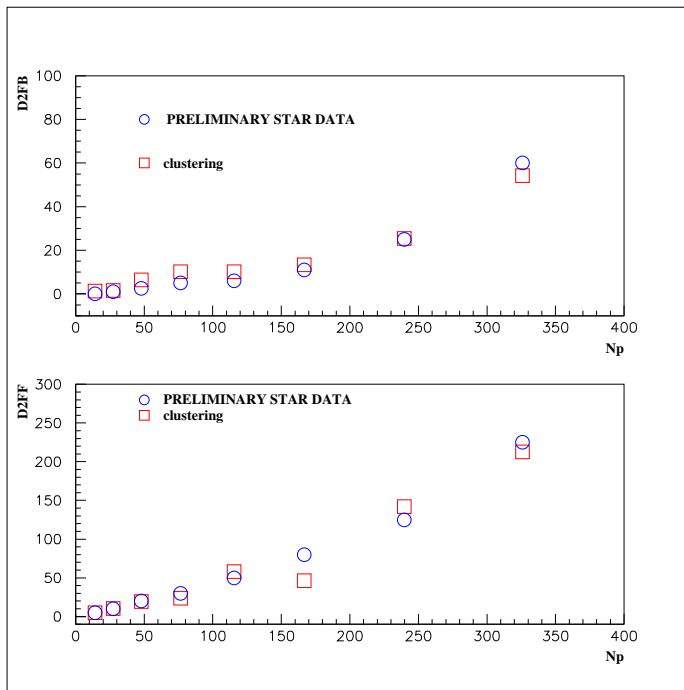 D2FB
100
80
60
40
20
0
PRELIMINARY STAR DATA
clustering
0 50 100 150 200 250 300 350 400
Np
D2FF
300
250
200
150
100
50
0
PRELIMINARY STAR DATA
clustering
0 50 100 150 200 250 300 350 400
Np